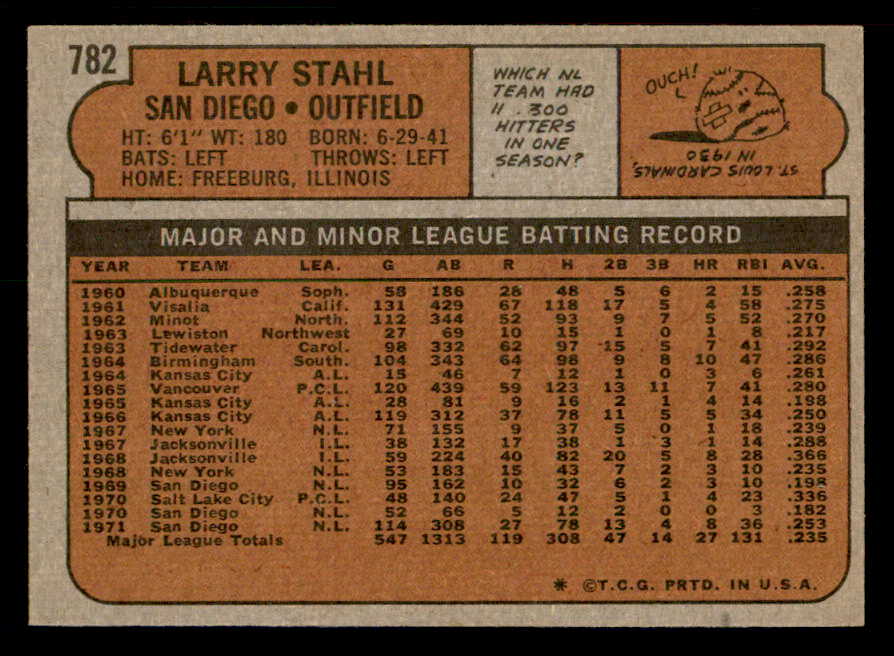 782
LARRY STAHL
SAN DIEGO • OUTFIELD
HT: 6'1" WT: 180 BORN: 6-29-41
BATS: LEFT THROWS: LEFT
HOME: FREEBURG, ILLINOIS
WHICH NL
TEAM HAD
11 .300
HITTERS
IN ONE
SEASON?
OUCH!
ST. LOUIS CARDINALS,
IN 1930
MAJOR AND MINOR LEAGUE BATTING RECORD
YEAR TEAM LEA. G AB R H 2B 3B HR RBI AVG.
1960 Albuquerque Soph. 58 186 28 48 5 6 2 15 .258
1961 Visalia Calif. 131 429 67 118 17 5 4 58 .275
1962 Minot North. 112 344 52 93 9 7 5 52 .270
1963 Lewiston Northwest 27 69 10 15 1 0 1 8 .217
1963 Tidewater Carol. 98 332 62 97 15 5 7 41 .292
1964 Birmingham South. 104 343 64 98 9 8 10 47 .286
1964 Kansas City A.L. 15 46 7 12 1 0 3 6 .261
1965 Vancouver P.C.L. 120 439 59 123 13 11 7 41 .280
1965 Kansas City A.L. 28 81 9 16 2 1 4 14 .198
1966 Kansas City A.L. 119 312 37 78 11 5 5 34 .250
1967 New York N.L. 71 155 9 37 5 0 1 18 .239
1967 Jacksonville I.L. 38 132 17 38 1 3 1 14 .288
1968 Jacksonville I.L. 59 224 40 82 20 5 8 28 .366
1968 New York N.L. 53 183 15 43 7 2 3 10 .235
1969 San Diego N.L. 95 162 10 32 6 2 3 10 .198
1970 Salt Lake City P.C.L. 48 140 24 47 5 1 4 23 .336
1970 San Diego N.L. 52 66 5 12 2 0 0 3 .182
1971 San Diego N.L. 114 308 27 78 13 4 8 36 .253
Major League Totals 547 1313 119 308 47 14 27 131 .235
* ©T.C.G. PRTD. IN U.S.A.